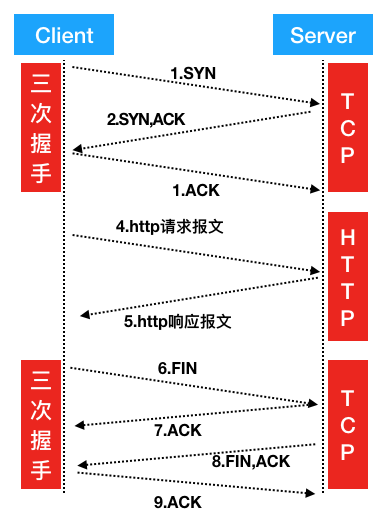 Client
Server
三次握手
1.SYN
TCP
2.SYN,ACK
1.ACK
4.http请求报文
HTTP
5.http响应报文
三次握手
6.FIN
TCP
7.ACK
8.FIN,ACK
9.ACK